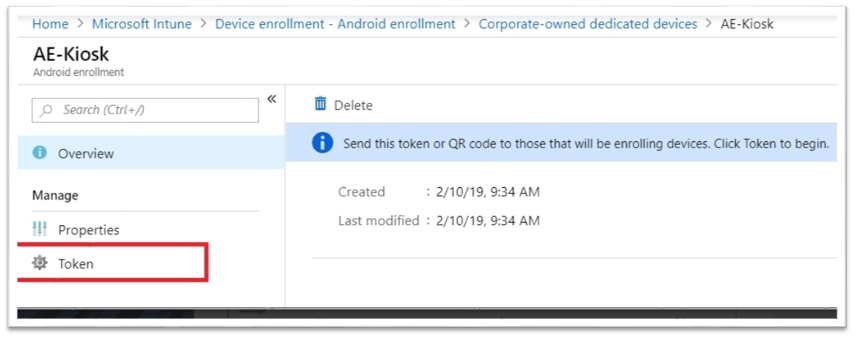 Home > Microsoft Intune > Device enrollment - Android enrollment > Corporate-owned dedicated devices > AE-Kiosk
AE-Kiosk
Android enrollment
Search (Ctrl+/)
«
Overview
Manage
Properties
Token
Delete
Send this token or QR code to those that will be enrolling devices. Click Token to begin.
Created : 2/10/19, 9:34 AM
Last modified : 2/10/19, 9:34 AM